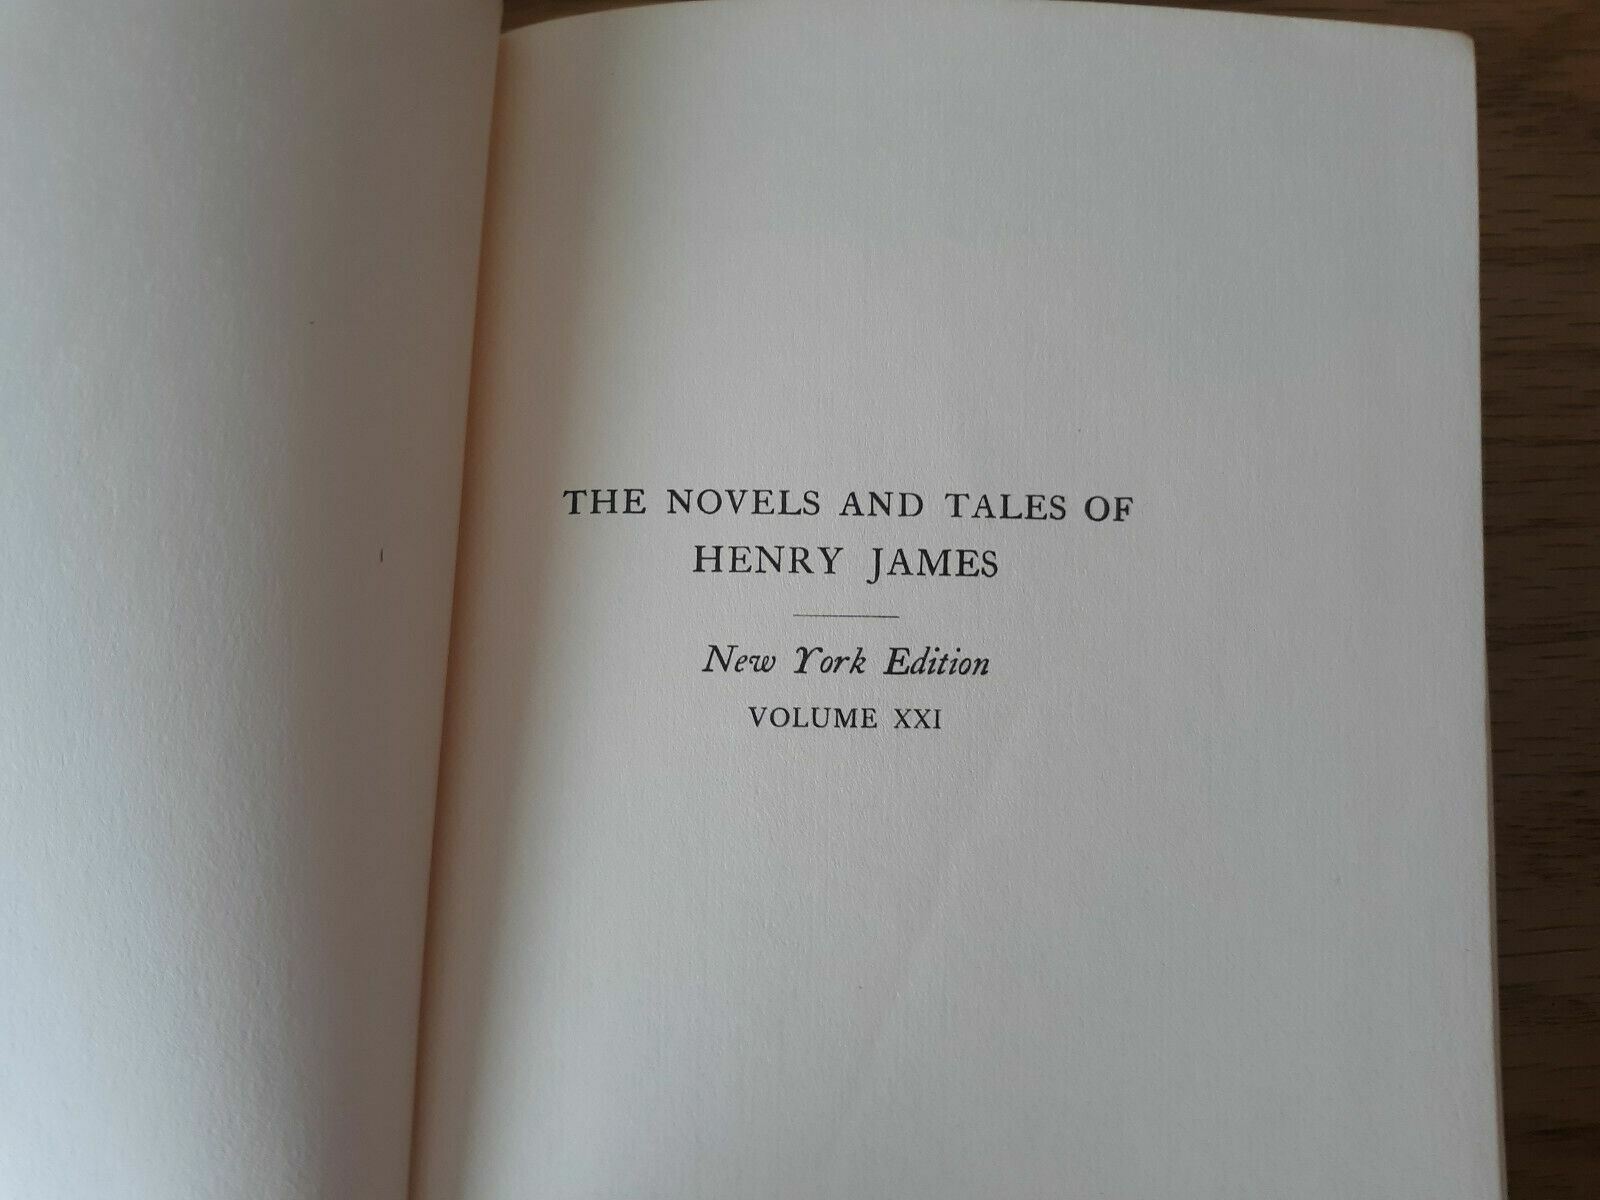 THE NOVELS AND TALES OF
HENRY JAMES
New York Edition
VOLUME XXI